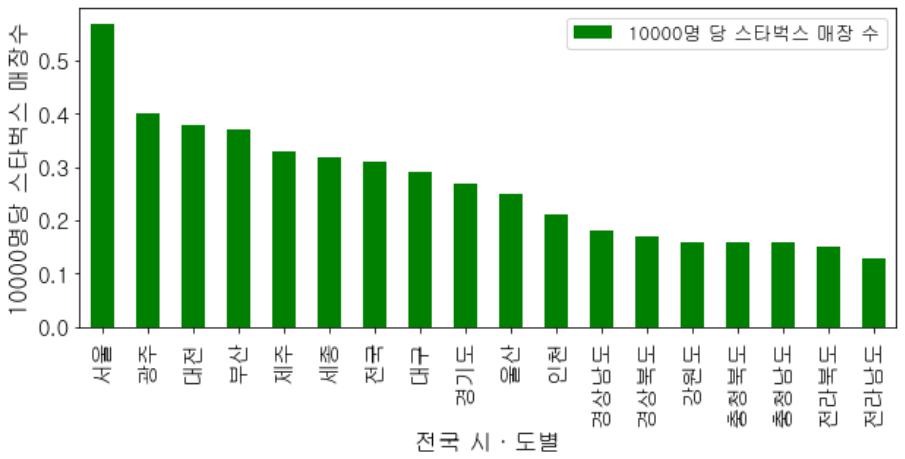 10000명 당 스타벅스 매장 수
10000명당 스타벅스 매장수
0.5
0.4
0.3
0.2
0.1
0.0
서울
광주
대전
부산
제주
세종
전국
대구
경기도
울산
인천
경상남도
경상북도
강원도
충청북도
충청남도
전라북도
전라남도
전국 시 · 도별